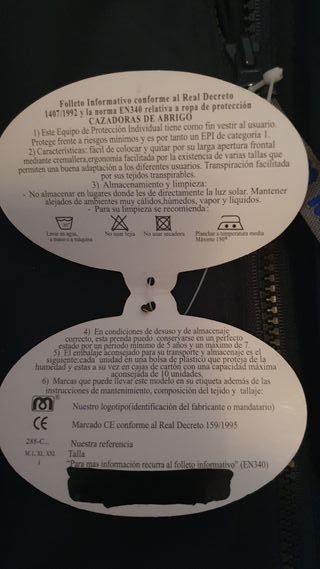 Folleto Informativo conforme al Real Decreto
1407/1992 y la norma EN340 relativa a ropa de protección
CAZADORAS DE ABRIGO
1) Este Equipo de Protección Individual tiene como fin vestir al usuario.
Protege frente a riesgos mínimos y es por tanto un EPI de categoría 1.
2) Características: fácil de colocar y quitar por su larga apertura frontal
mediante cremallera,ergonomía facilitada por la existencia de varias tallas que
permiten una buena adaptación a los diferentes usuarios. Transpiración facilitada
por sus tejidos transpirables.
3) Almacenamiento y limpieza:
- No almacenar en lugares donde les de directamente la luz solar. Mantener
alejados de ambientes muy cálidos,húmedos, vapor y líquidos.
- Para su limpieza se recomienda:
Lavar en agua,
a mano o a máquina
No usar lejía
No usar secadora
Planchar a temperatura media
Máximo 150º
4) En condiciones de desuso y de almacenaje
correcto, esta prenda puede conservarse en un perfecto
estado por un periodo mínimo de 5 años y un máximo de 7.
5) El embalaje aconsejado para su transporte y almacenaje es el
siguiente:cada unidad en una bolsa de plástico que proteja de la
humedad y estas a su vez en cajas de cartón con una capacidad máxima
aconsejada de 10 unidades.
6) Marcas que puede llevar este modelo en su etiqueta además de las
instrucciones de mantenimiento, composición del tejido y tallaje:
m Nuestro logotipo(identificación del fabricante o mandatario)
CE Marcado CE conforme al Real Decreto 159/1995
288-C... Nuestra referencia
M, L, XL, XXL Talla
i "Para mas información recurra al folleto informativo" (EN340)